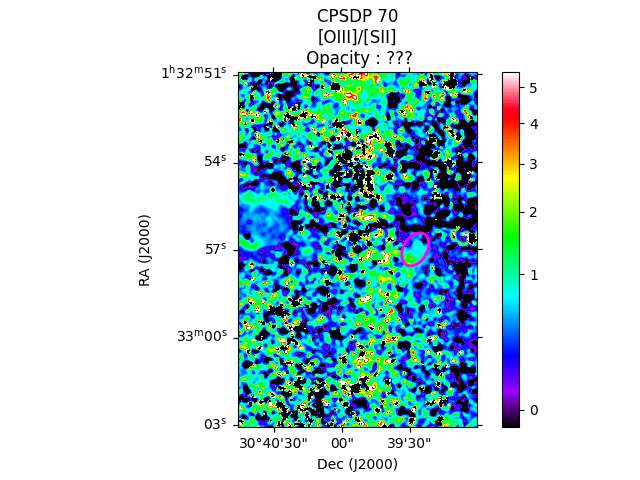 CPSDP 70
[OIII]/[SII]
Opacity : ???
1h32m51s
54s
57s
33m00s
03s
RA (J2000)
30°40'30"
00"
39'30"
Dec (J2000)
5
4
3
2
1
0